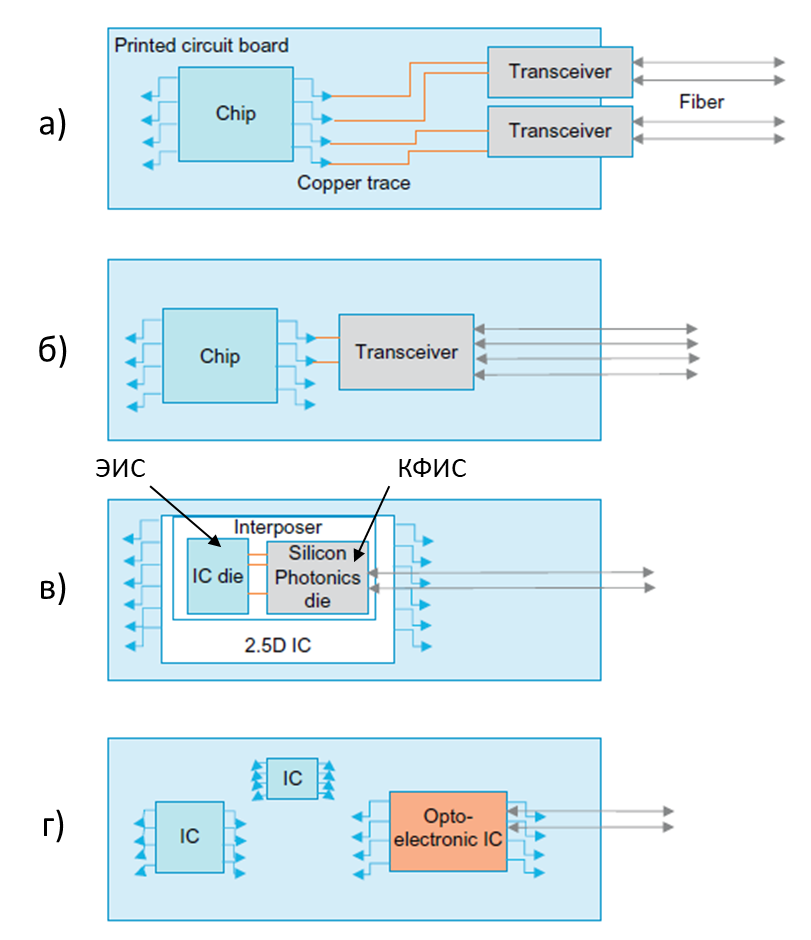 Printed circuit board
Transceiver
Chip
Fiber
а)
Transceiver
Copper trace
б)
Chip
Transceiver
ЭИС
КФИС
Interposer
в)
IC die
Silicon
Photonics
die
2.5D IC
г)
IC
IC
Opto-
electronic IC